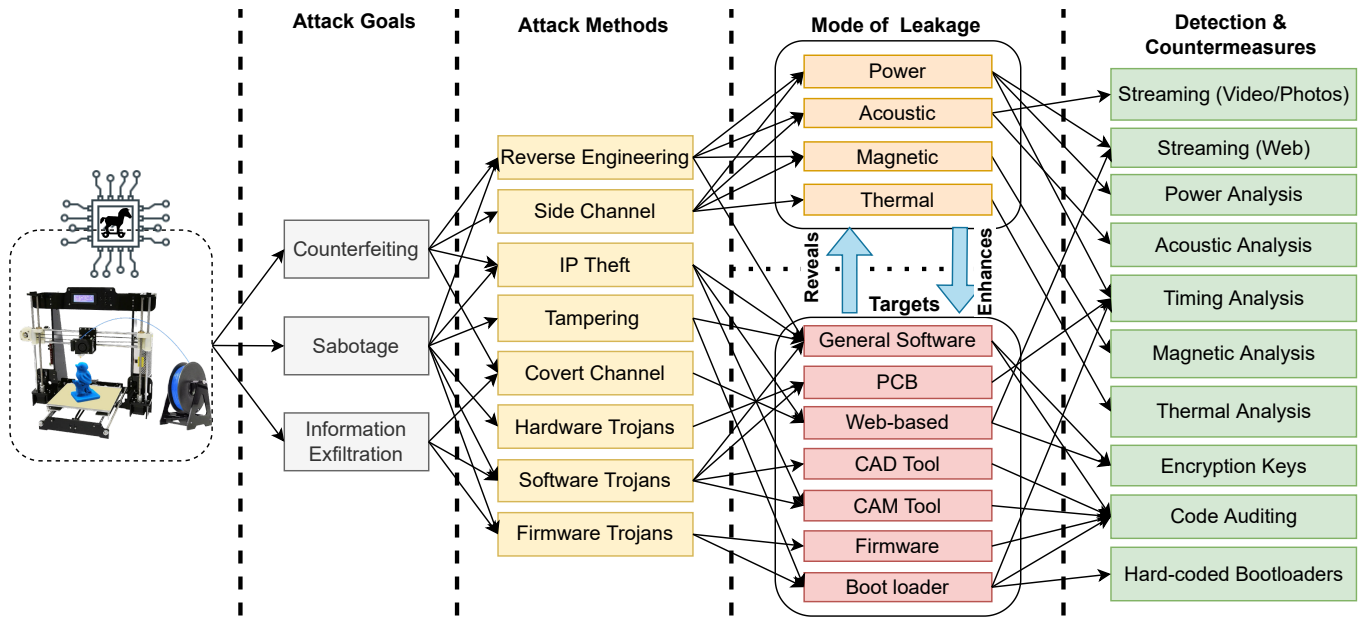 Attack Goals
Attack Methods
Mode of Leakage
Detection &
Countermeasures
Counterfeiting
Sabotage
Information
Exfiltration
Reverse Engineering
Side Channel
IP Theft
Tampering
Covert Channel
Hardware Trojans
Software Trojans
Firmware Trojans
Power
Acoustic
Magnetic
Thermal
Reveals
Enhances
Targets
General Software
PCB
Web-based
CAD Tool
CAM Tool
Firmware
Boot loader
Streaming (Video/Photos)
Streaming (Web)
Power Analysis
Acoustic Analysis
Timing Analysis
Magnetic Analysis
Thermal Analysis
Encryption Keys
Code Auditing
Hard-coded Bootloaders